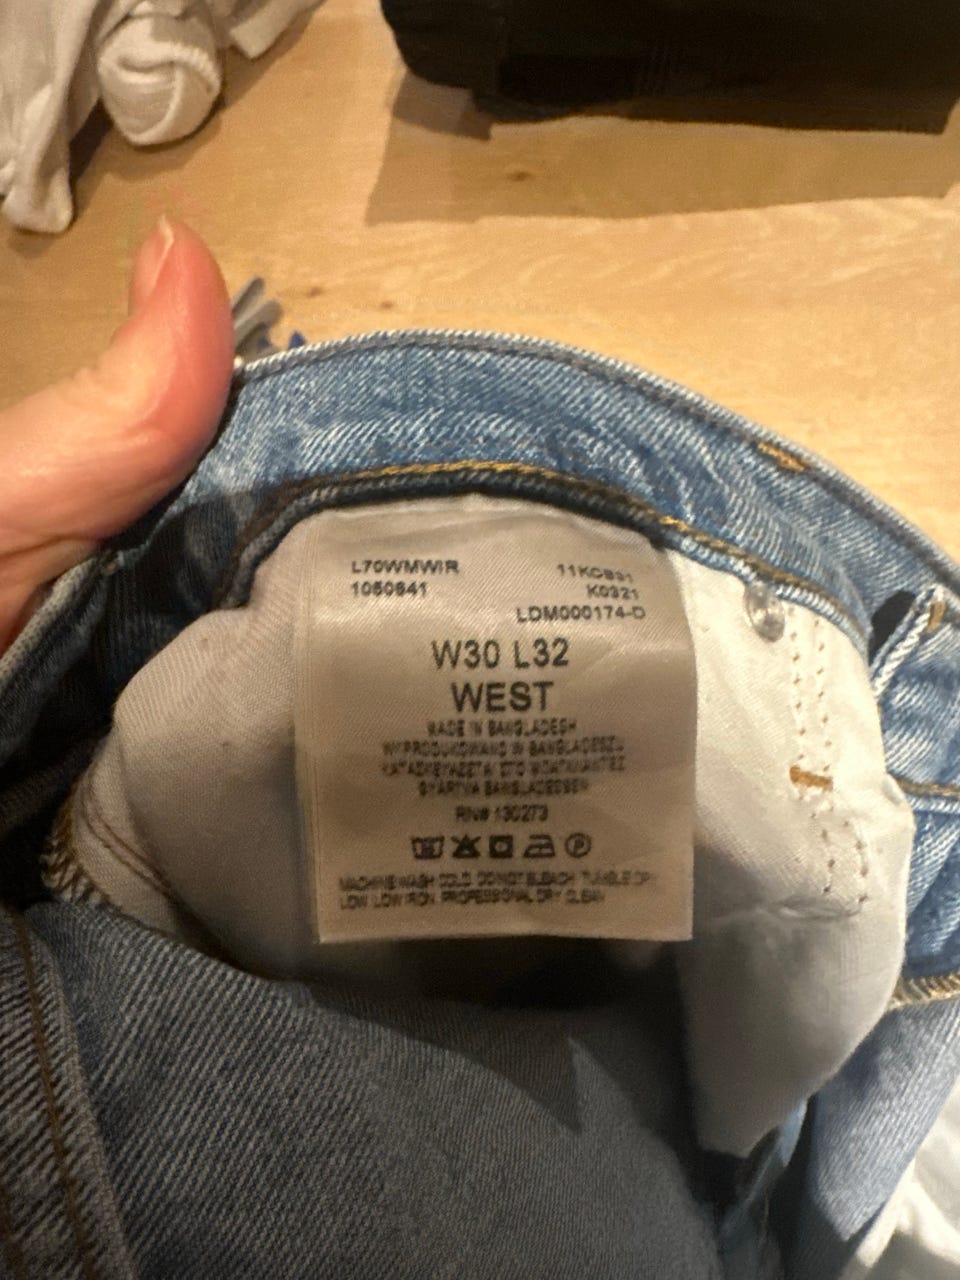 L70WMWIR
11KCB931
1050841
K0321
LDM000174-D
W30 L32
WEST
MADE IN BANGLADESH
WYPRODUKOWANO W BANGLADESZU
RN# 130273
MACHINE WASH COLD DO NOT BLEACH TUMBLE DRY
LOW LOW IRON PROFESSIONAL DRY CLEAN